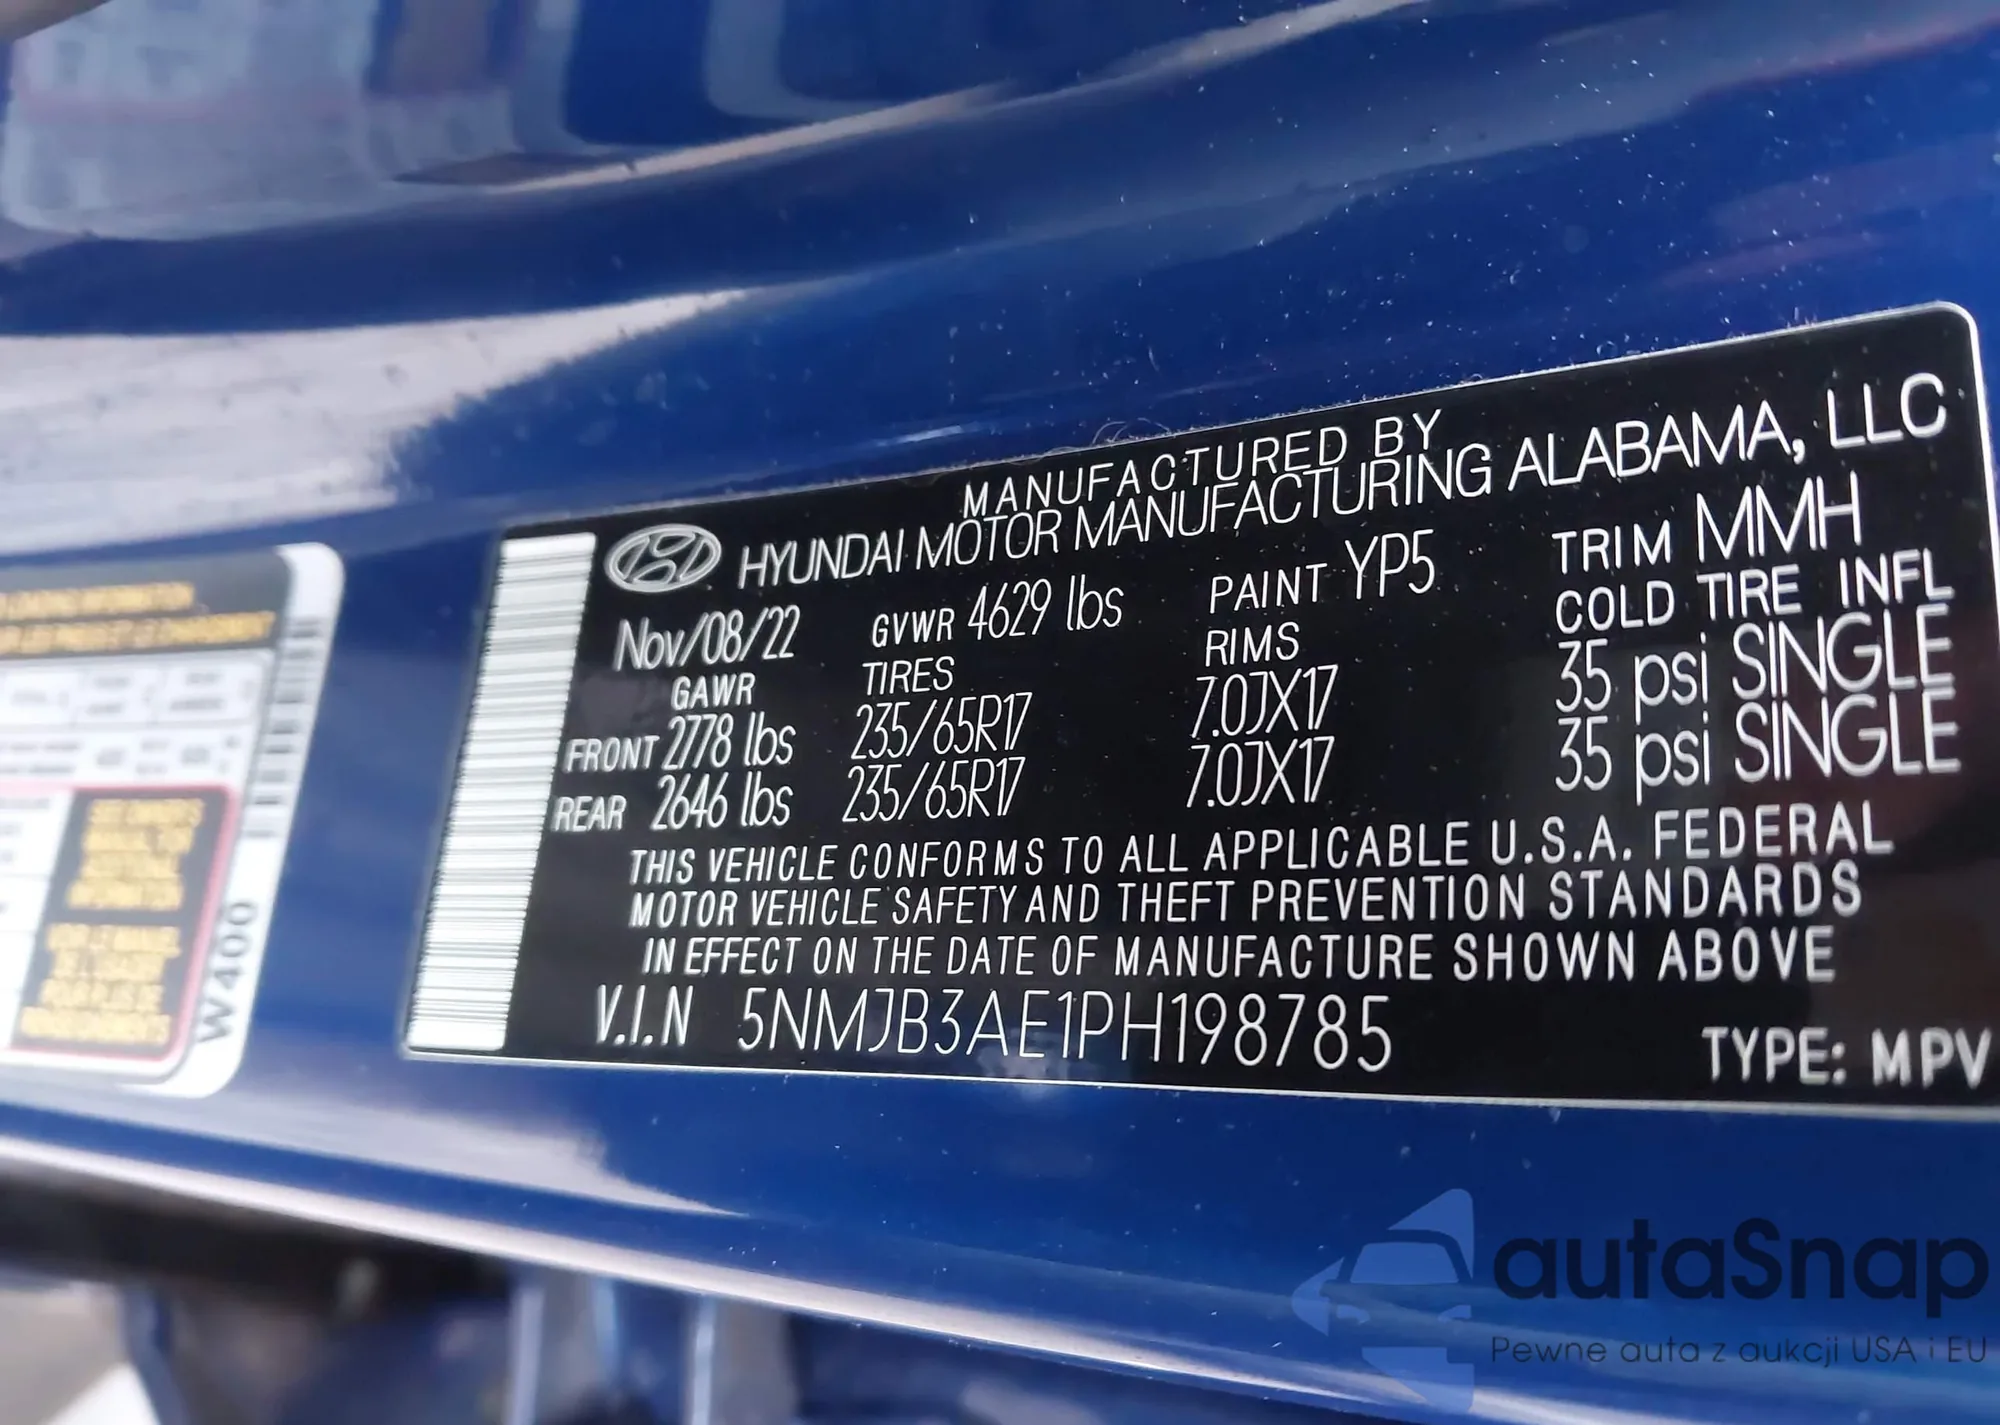 MANUFACTURED BY
HYUNDAI MOTOR MANUFACTURING ALABAMA, LLC
Nov/08/22 GVWR 4629 lbs PAINT YP5 TRIM MMH
GAWR TIRES RIMS COLD TIRE INFL
FRONT 2778 lbs 235/65R17 7.0JX17 35 psi SINGLE
REAR 2646 lbs 235/65R17 7.0JX17 35 psi SINGLE
THIS VEHICLE CONFORMS TO ALL APPLICABLE U.S.A. FEDERAL
MOTOR VEHICLE SAFETY AND THEFT PREVENTION STANDARDS
IN EFFECT ON THE DATE OF MANUFACTURE SHOWN ABOVE
V.I.N 5NMJB3AE1PH198785
TYPE: MPV
W400
autaSnap
Pewne auta z aukcji USA i EU